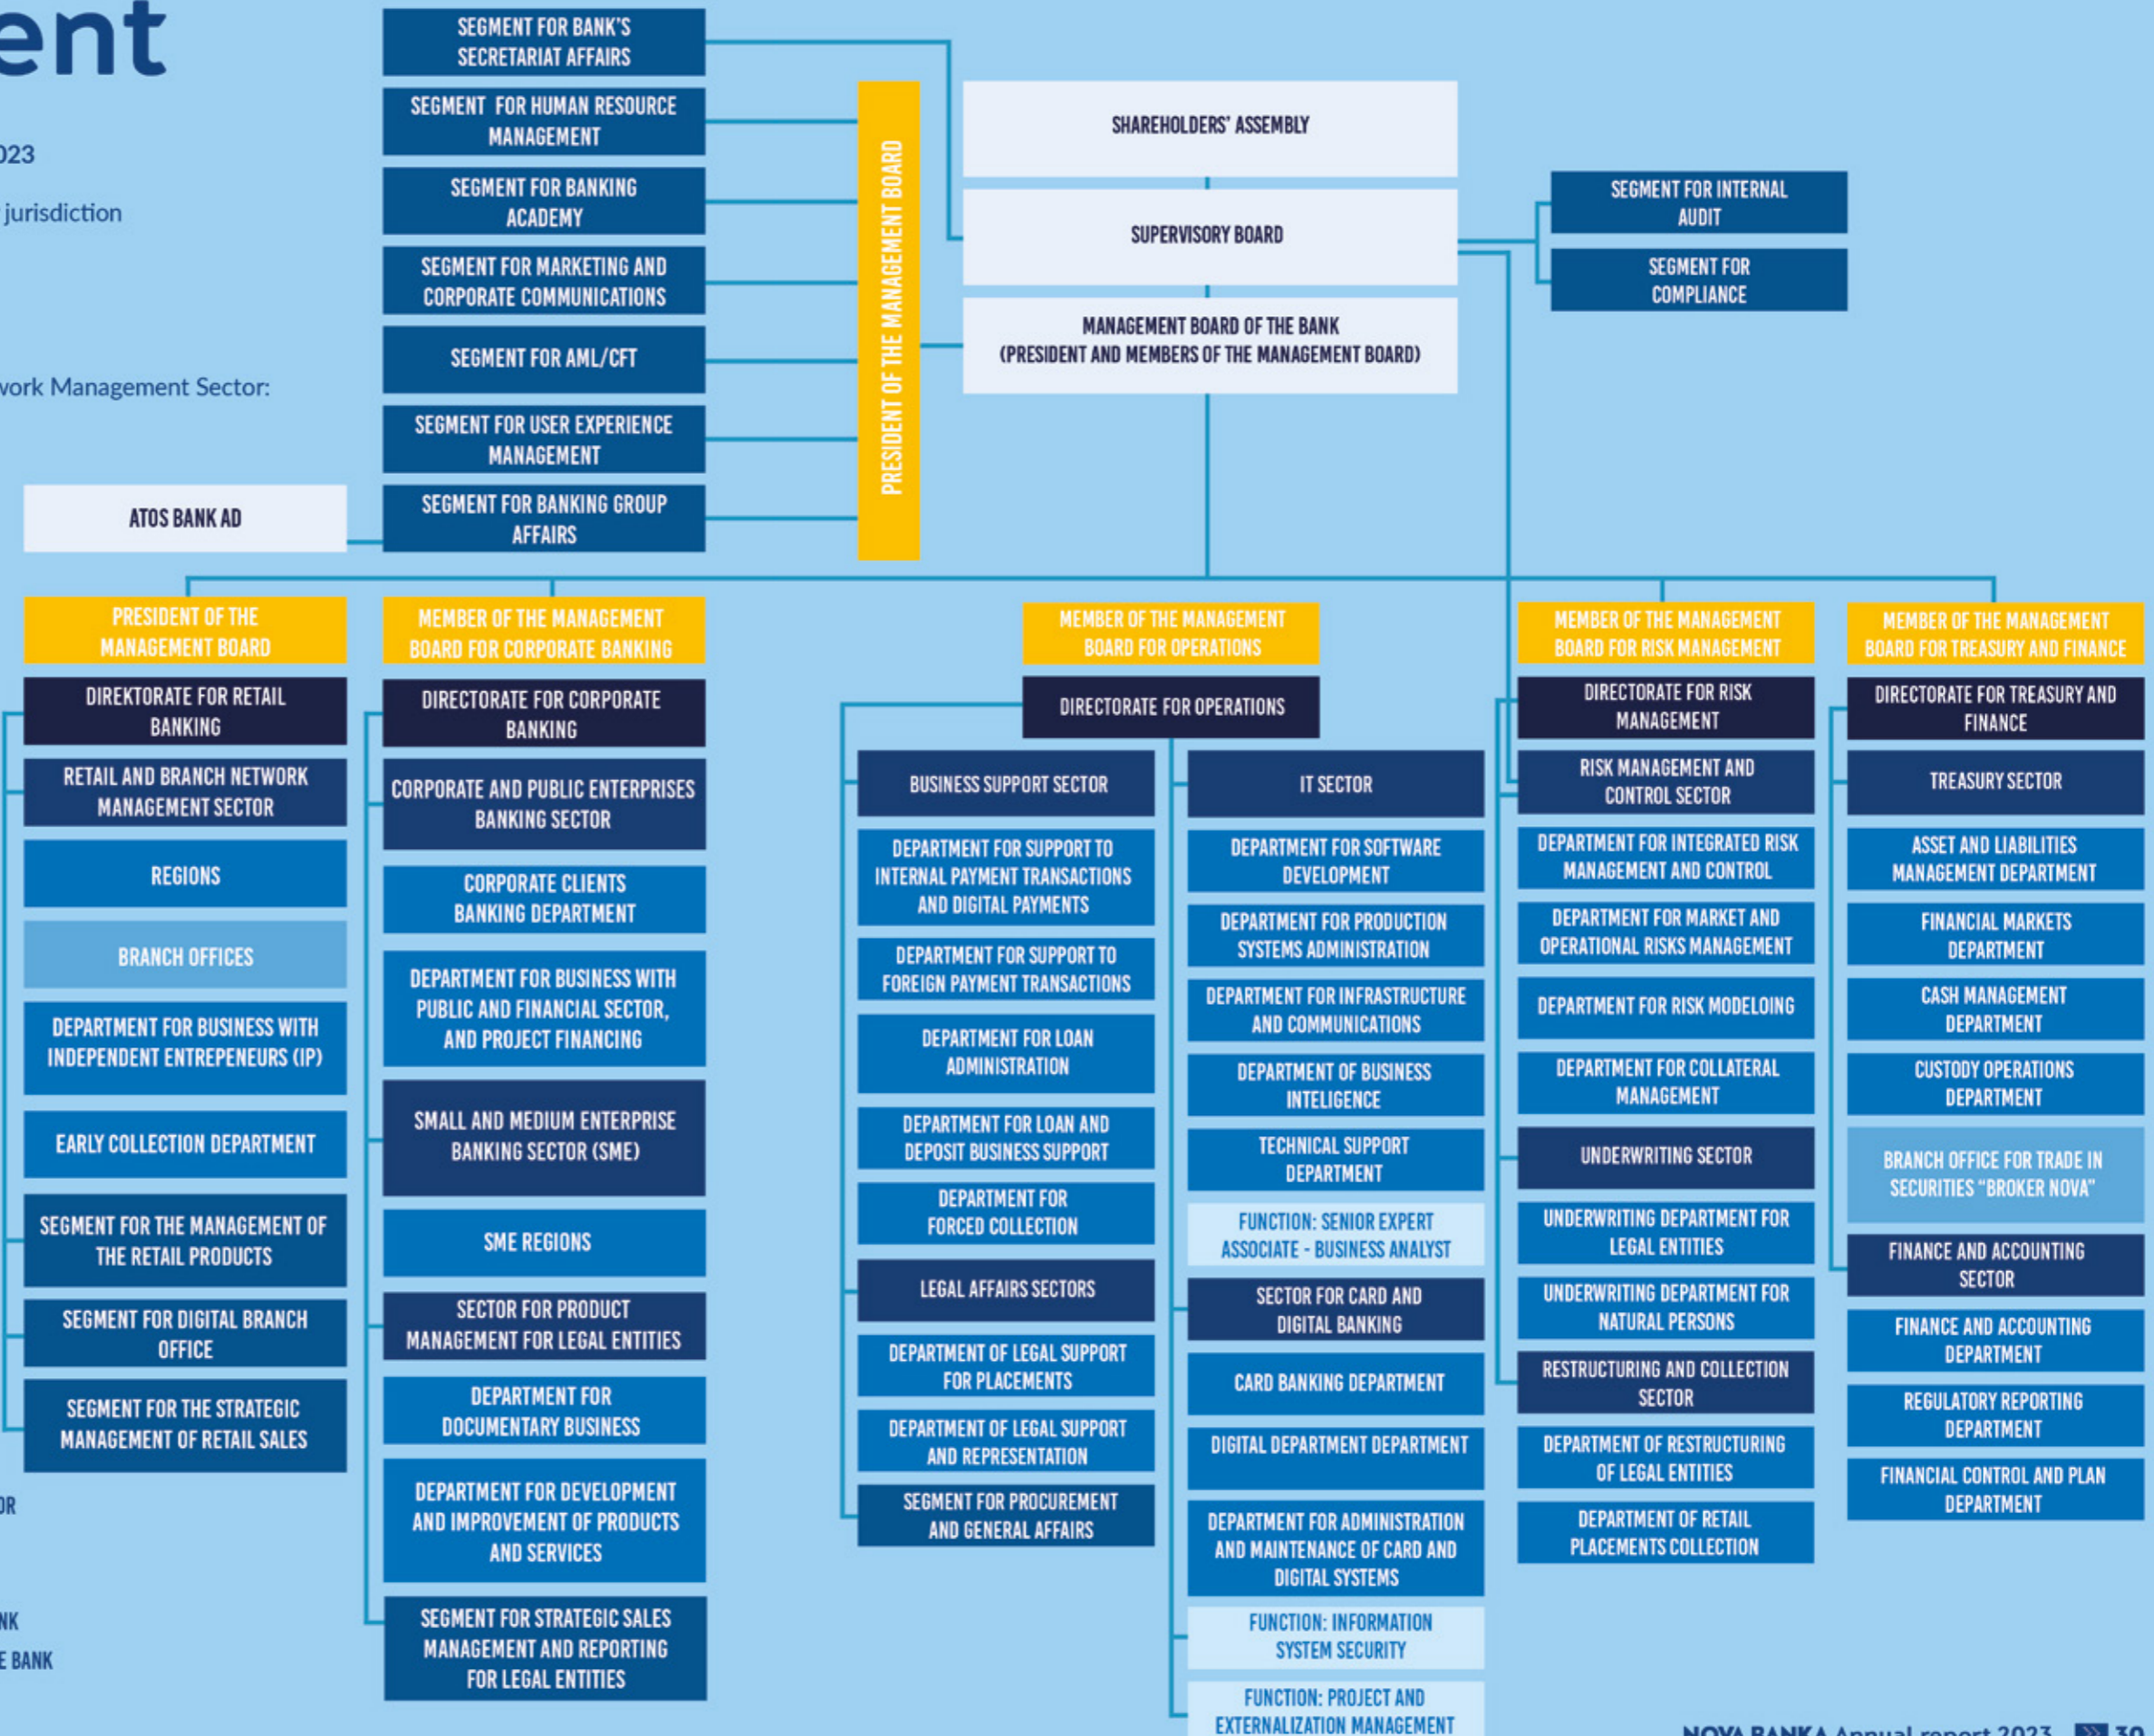 SEGMENT FOR BANK'S
SECRETARIAT AFFAIRS
SEGMENT FOR HUMAN RESOURCE
MANAGEMENT
023
SEGMENT FOR BANKING
ACADEMY
jurisdiction
SEGMENT FOR MARKETING AND
CORPORATE COMMUNICATIONS
SEGMENT FOR AML/CFT
Management Sector:
SEGMENT FOR USER EXPERIENCE
MANAGEMENT
SEGMENT FOR BANKING GROUP
AFFAIRS
ATOS BANK AD
PRESIDENT OF THE MANAGEMENT BOARD
SHAREHOLDERS' ASSEMBLY
SUPERVISORY BOARD
MANAGEMENT BOARD OF THE BANK
(PRESIDENT AND MEMBERS OF THE MANAGEMENT BOARD)
SEGMENT FOR INTERNAL
AUDIT
SEGMENT FOR
COMPLIANCE
PRESIDENT OF THE
MANAGEMENT BOARD
DIREKTORATE FOR RETAIL
BANKING
RETAIL AND BRANCH NETWORK
MANAGEMENT SECTOR
REGIONS
BRANCH OFFICES
DEPARTMENT FOR BUSINESS WITH
INDEPENDENT ENTREPENEURS (IP)
EARLY COLLECTION DEPARTMENT
SEGMENT FOR THE MANAGEMENT OF
THE RETAIL PRODUCTS
SEGMENT FOR DIGITAL BRANCH
OFFICE
SEGMENT FOR THE STRATEGIC
MANAGEMENT OF RETAIL SALES
BANK
MEMBER OF THE MANAGEMENT
BOARD FOR CORPORATE BANKING
DIRECTORATE FOR CORPORATE
BANKING
CORPORATE AND PUBLIC ENTERPRISES
BANKING SECTOR
CORPORATE CLIENTS
BANKING DEPARTMENT
DEPARTMENT FOR BUSINESS WITH
PUBLIC AND FINANCIAL SECTOR,
AND PROJECT FINANCING
SMALL AND MEDIUM ENTERPRISE
BANKING SECTOR (SME)
SME REGIONS
SECTOR FOR PRODUCT
MANAGEMENT FOR LEGAL ENTITIES
DEPARTMENT FOR
DOCUMENTARY BUSINESS
DEPARTMENT FOR DEVELOPMENT
AND IMPROVEMENT OF PRODUCTS
AND SERVICES
SEGMENT FOR STRATEGIC SALES
MANAGEMENT AND REPORTING
FOR LEGAL ENTITIES
MEMBER OF THE MANAGEMENT
BOARD FOR OPERATIONS
DIRECTORATE FOR OPERATIONS
BUSINESS SUPPORT SECTOR
DEPARTMENT FOR SUPPORT TO
INTERNAL PAYMENT TRANSACTIONS
AND DIGITAL PAYMENTS
DEPARTMENT FOR SUPPORT TO
FOREIGN PAYMENT TRANSACTIONS
DEPARTMENT FOR LOAN
ADMINISTRATION
DEPARTMENT FOR LOAN AND
DEPOSIT BUSINESS SUPPORT
DEPARTMENT FOR
FORCED COLLECTION
LEGAL AFFAIRS SECTORS
DEPARTMENT OF LEGAL SUPPORT
FOR PLACEMENTS
DEPARTMENT OF LEGAL SUPPORT
AND REPRESENTATION
SEGMENT FOR PROCUREMENT
AND GENERAL AFFAIRS
IT SECTOR
DEPARTMENT FOR SOFTWARE
DEVELOPMENT
DEPARTMENT FOR PRODUCTION
SYSTEMS ADMINISTRATION
DEPARTMENT FOR INFRASTRUCTURE
AND COMMUNICATIONS
DEPARTMENT OF BUSINESS
INTELIGENCE
TECHNICAL SUPPORT
DEPARTMENT
FUNCTION: SENIOR EXPERT
ASSOCIATE - BUSINESS ANALYST
SECTOR FOR CARD AND
DIGITAL BANKING
CARD BANKING DEPARTMENT
DIGITAL DEPARTMENT DEPARTMENT
DEPARTMENT FOR ADMINISTRATION
AND MAINTENANCE OF CARD AND
DIGITAL SYSTEMS
FUNCTION: INFORMATION
SYSTEM SECURITY
FUNCTION: PROJECT AND
EXTERNALIZATION MANAGEMENT
MEMBER OF THE MANAGEMENT
BOARD FOR RISK MANAGEMENT
DIRECTORATE FOR RISK
MANAGEMENT
RISK MANAGEMENT AND
CONTROL SECTOR
DEPARTMENT FOR INTEGRATED RISK
MANAGEMENT AND CONTROL
DEPARTMENT FOR MARKET AND
OPERATIONAL RISKS MANAGEMENT
DEPARTMENT FOR RISK MODELOING
DEPARTMENT FOR COLLATERAL
MANAGEMENT
UNDERWRITING SECTOR
UNDERWRITING DEPARTMENT FOR
LEGAL ENTITIES
UNDERWRITING DEPARTMENT FOR
NATURAL PERSONS
RESTRUCTURING AND COLLECTION
SECTOR
DEPARTMENT OF RESTRUCTURING
OF LEGAL ENTITIES
DEPARTMENT OF RETAIL
PLACEMENTS COLLECTION
MEMBER OF THE MANAGEMENT
BOARD FOR TREASURY AND FINANCE
DIRECTORATE FOR TREASURY AND
FINANCE
TREASURY SECTOR
ASSET AND LIABILITIES
MANAGEMENT DEPARTMENT
FINANCIAL MARKETS
DEPARTMENT
CASH MANAGEMENT
DEPARTMENT
CUSTODY OPERATIONS
DEPARTMENT
BRANCH OFFICE FOR TRADE IN
SECURITIES "BROKER NOVA"
FINANCE AND ACCOUNTING
SECTOR
FINANCE AND ACCOUNTING
DEPARTMENT
REGULATORY REPORTING
DEPARTMENT
FINANCIAL CONTROL AND PLAN
DEPARTMENT
NOVA BANKA Annual report 2023 30